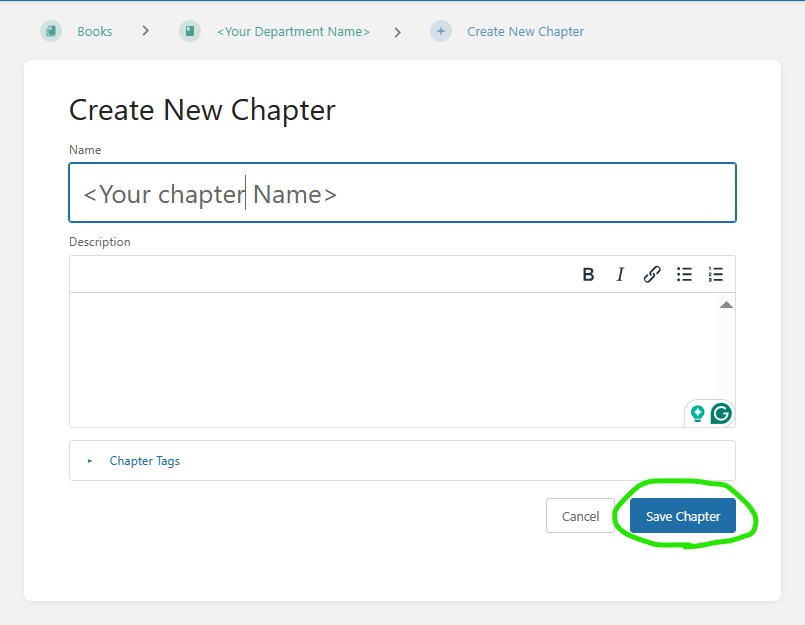 Books > <Your Department Name> > + Create New Chapter
Create New Chapter
Name
<Your chapter Name>
Description
B I
Chapter Tags
Cancel Save Chapter